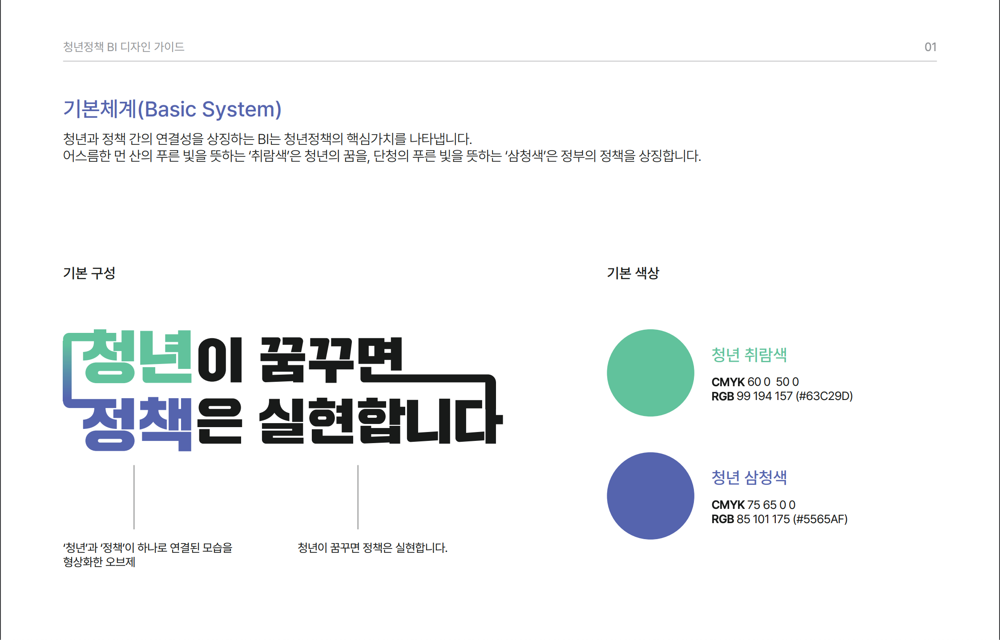 청년정책 BI 디자인 가이드
01
기본체계(Basic System)
청년과 정책 간의 연결성을 상징하는 BI는 청년정책의 핵심가치를 나타냅니다.
어스름한 먼 산의 푸른 빛을 뜻하는 ‘취람색’은 청년의 꿈을, 단청의 푸른 빛을 뜻하는 ‘삼청색’은 정부의 정책을 상징합니다.
기본 구성
청년이 꿈꾸면
정책은 실현합니다
‘청년’과 ‘정책’이 하나로 연결된 모습을
형상화한 오브제
청년이 꿈꾸면 정책은 실현합니다.
기본 색상
청년 취람색
CMYK 60 0 50 0
RGB 99 194 157 (#63C29D)
청년 삼청색
CMYK 75 65 0 0
RGB 85 101 175 (#5565AF)